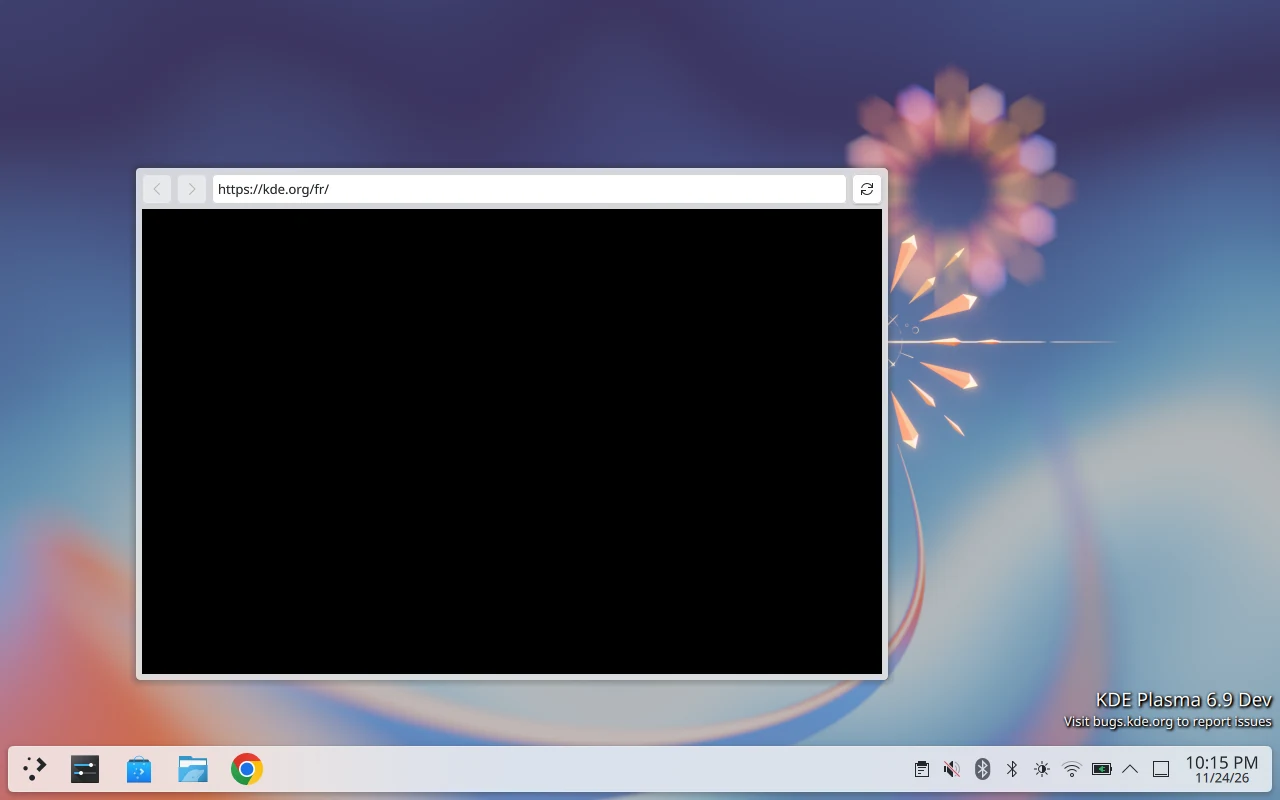 https://kde.org/fr/
KDE Plasma 6.9 Dev
Visit bugs.kde.org to report issues
10:15 PM
11/24/26